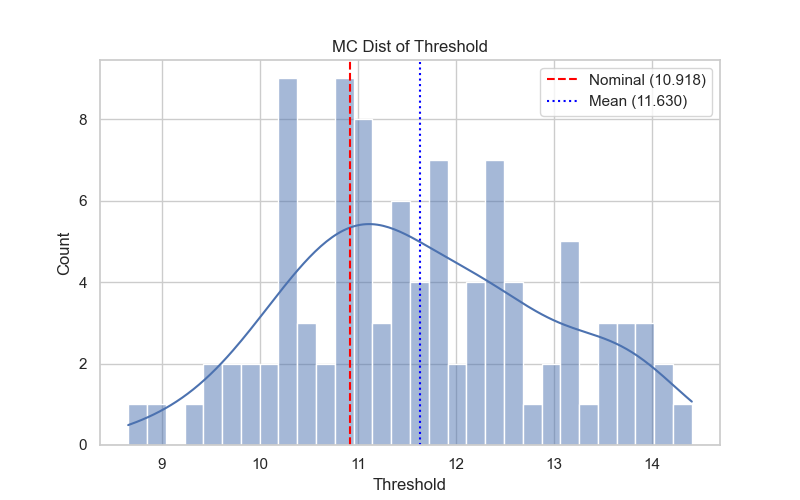 MC Dist of Threshold
Nominal (10.918)
Mean (11.630)
Count
8
6
4
2
0
9 10 11 12 13 14
Threshold